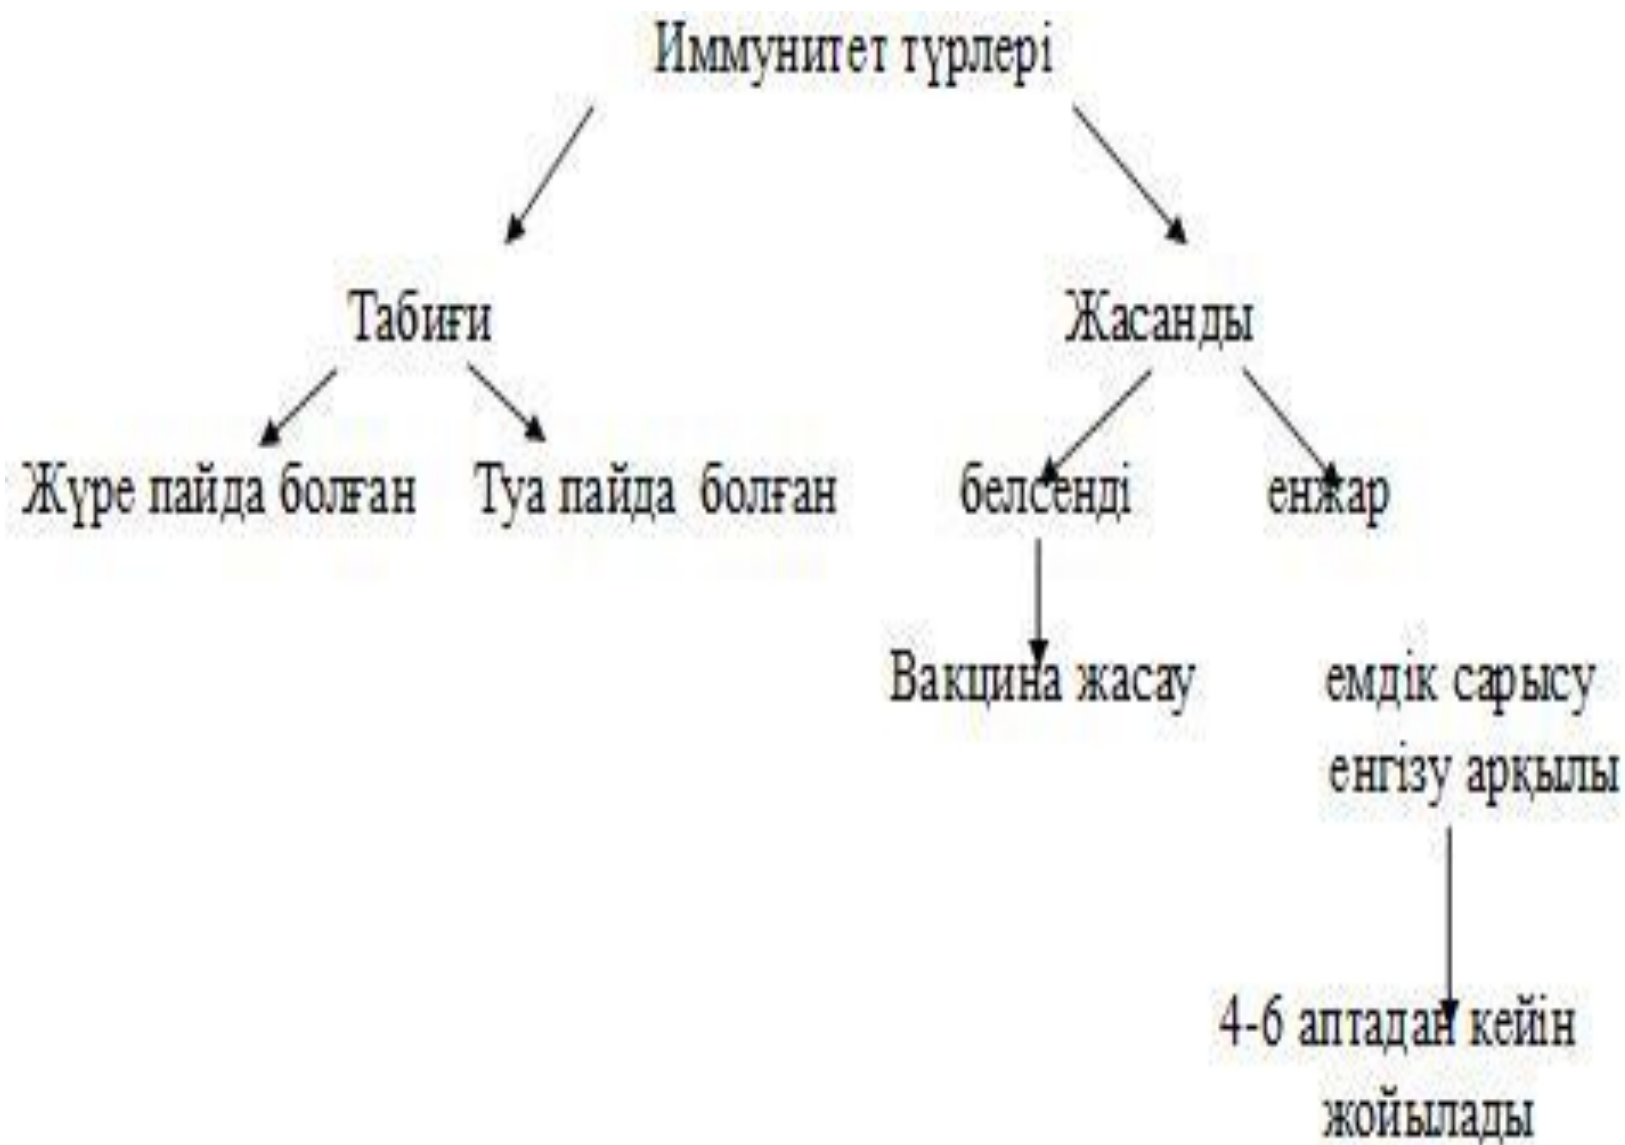 Иммунитет түрлері
Табиғи
Жасанды
Жүре пайда болған
Туа пайда болған
белсенді
енжар
Вакцина жасау
емдік сарысу
енгізу арқылы
4-6 аптадан кейін
жойылады